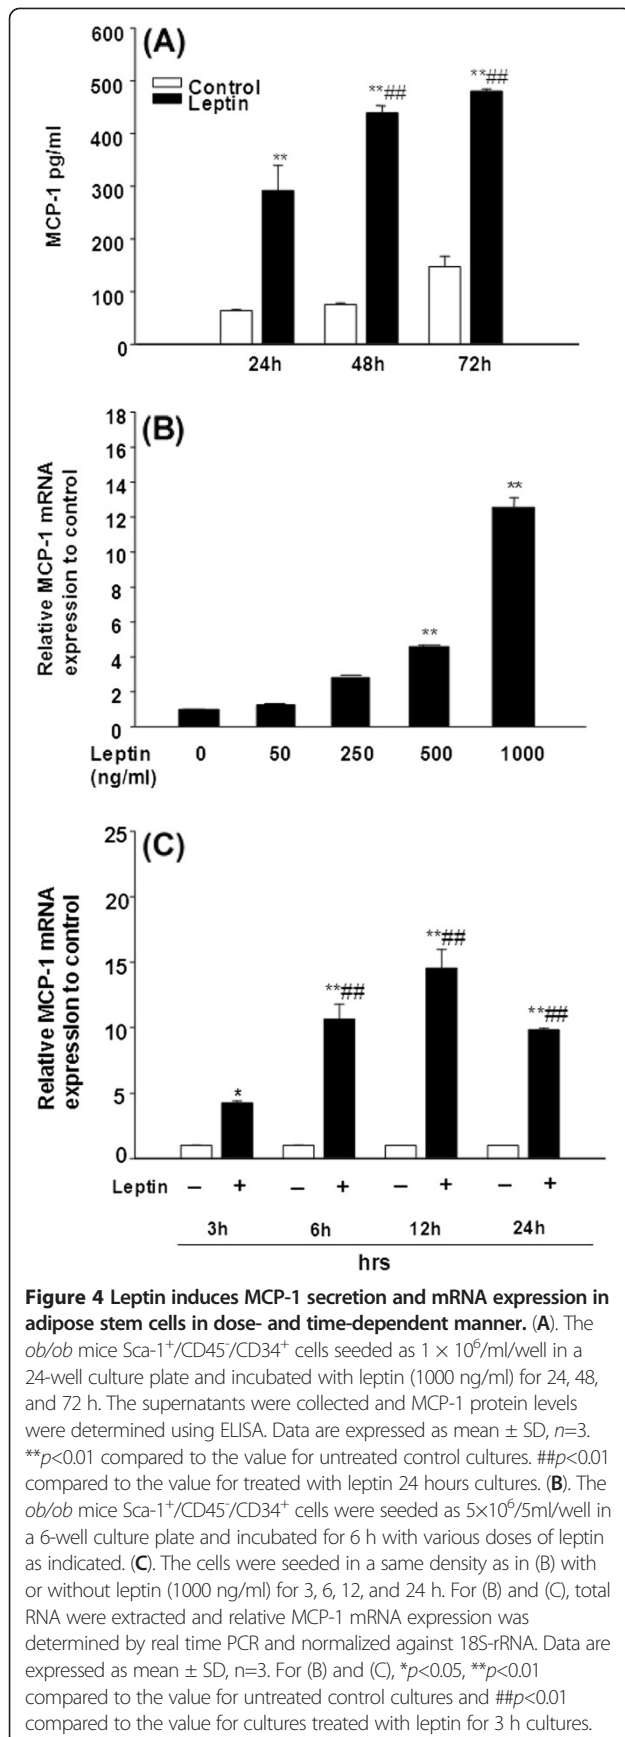 (A)
600
500
400
300
200
100
0
MCP-1 pg/ml
Control
Leptin
**
**##
**##
24h 48h 72h
(B)
18
16
14
12
10
8
6
4
2
0
Relative MCP-1 mRNA
expression to control
**
**
Leptin 0 50 250 500 1000
(ng/ml)
(C)
25
20
15
10
5
0
Relative MCP-1 mRNA
expression to control
*
**##
**##
**##
Leptin – + – + – + – +
3h 6h 12h 24h
hrs
Figure 4 Leptin induces MCP-1 secretion and mRNA expression in
adipose stem cells in dose- and time-dependent manner. (A). The
ob/ob mice Sca-1⁺/CD45⁻/CD34⁺ cells seeded as 1 × 10⁶/ml/well in a
24-well culture plate and incubated with leptin (1000 ng/ml) for 24, 48,
and 72 h. The supernatants were collected and MCP-1 protein levels
were determined using ELISA. Data are expressed as mean ± SD, n=3.
**p<0.01 compared to the value for untreated control cultures. ##p<0.01
compared to the value for treated with leptin 24 hours cultures. (B). The
ob/ob mice Sca-1⁺/CD45⁻/CD34⁺ cells were seeded as 5×10⁶/5ml/well in
a 6-well culture plate and incubated for 6 h with various doses of leptin
as indicated. (C). The cells were seeded in a same density as in (B) with
or without leptin (1000 ng/ml) for 3, 6, 12, and 24 h. For (B) and (C), total
RNA were extracted and relative MCP-1 mRNA expression was
determined by real time PCR and normalized against 18S-rRNA. Data are
expressed as mean ± SD, n=3. For (B) and (C), *p<0.05, **p<0.01
compared to the value for untreated control cultures and ##p<0.01
compared to the value for cultures treated with leptin for 3 h cultures.